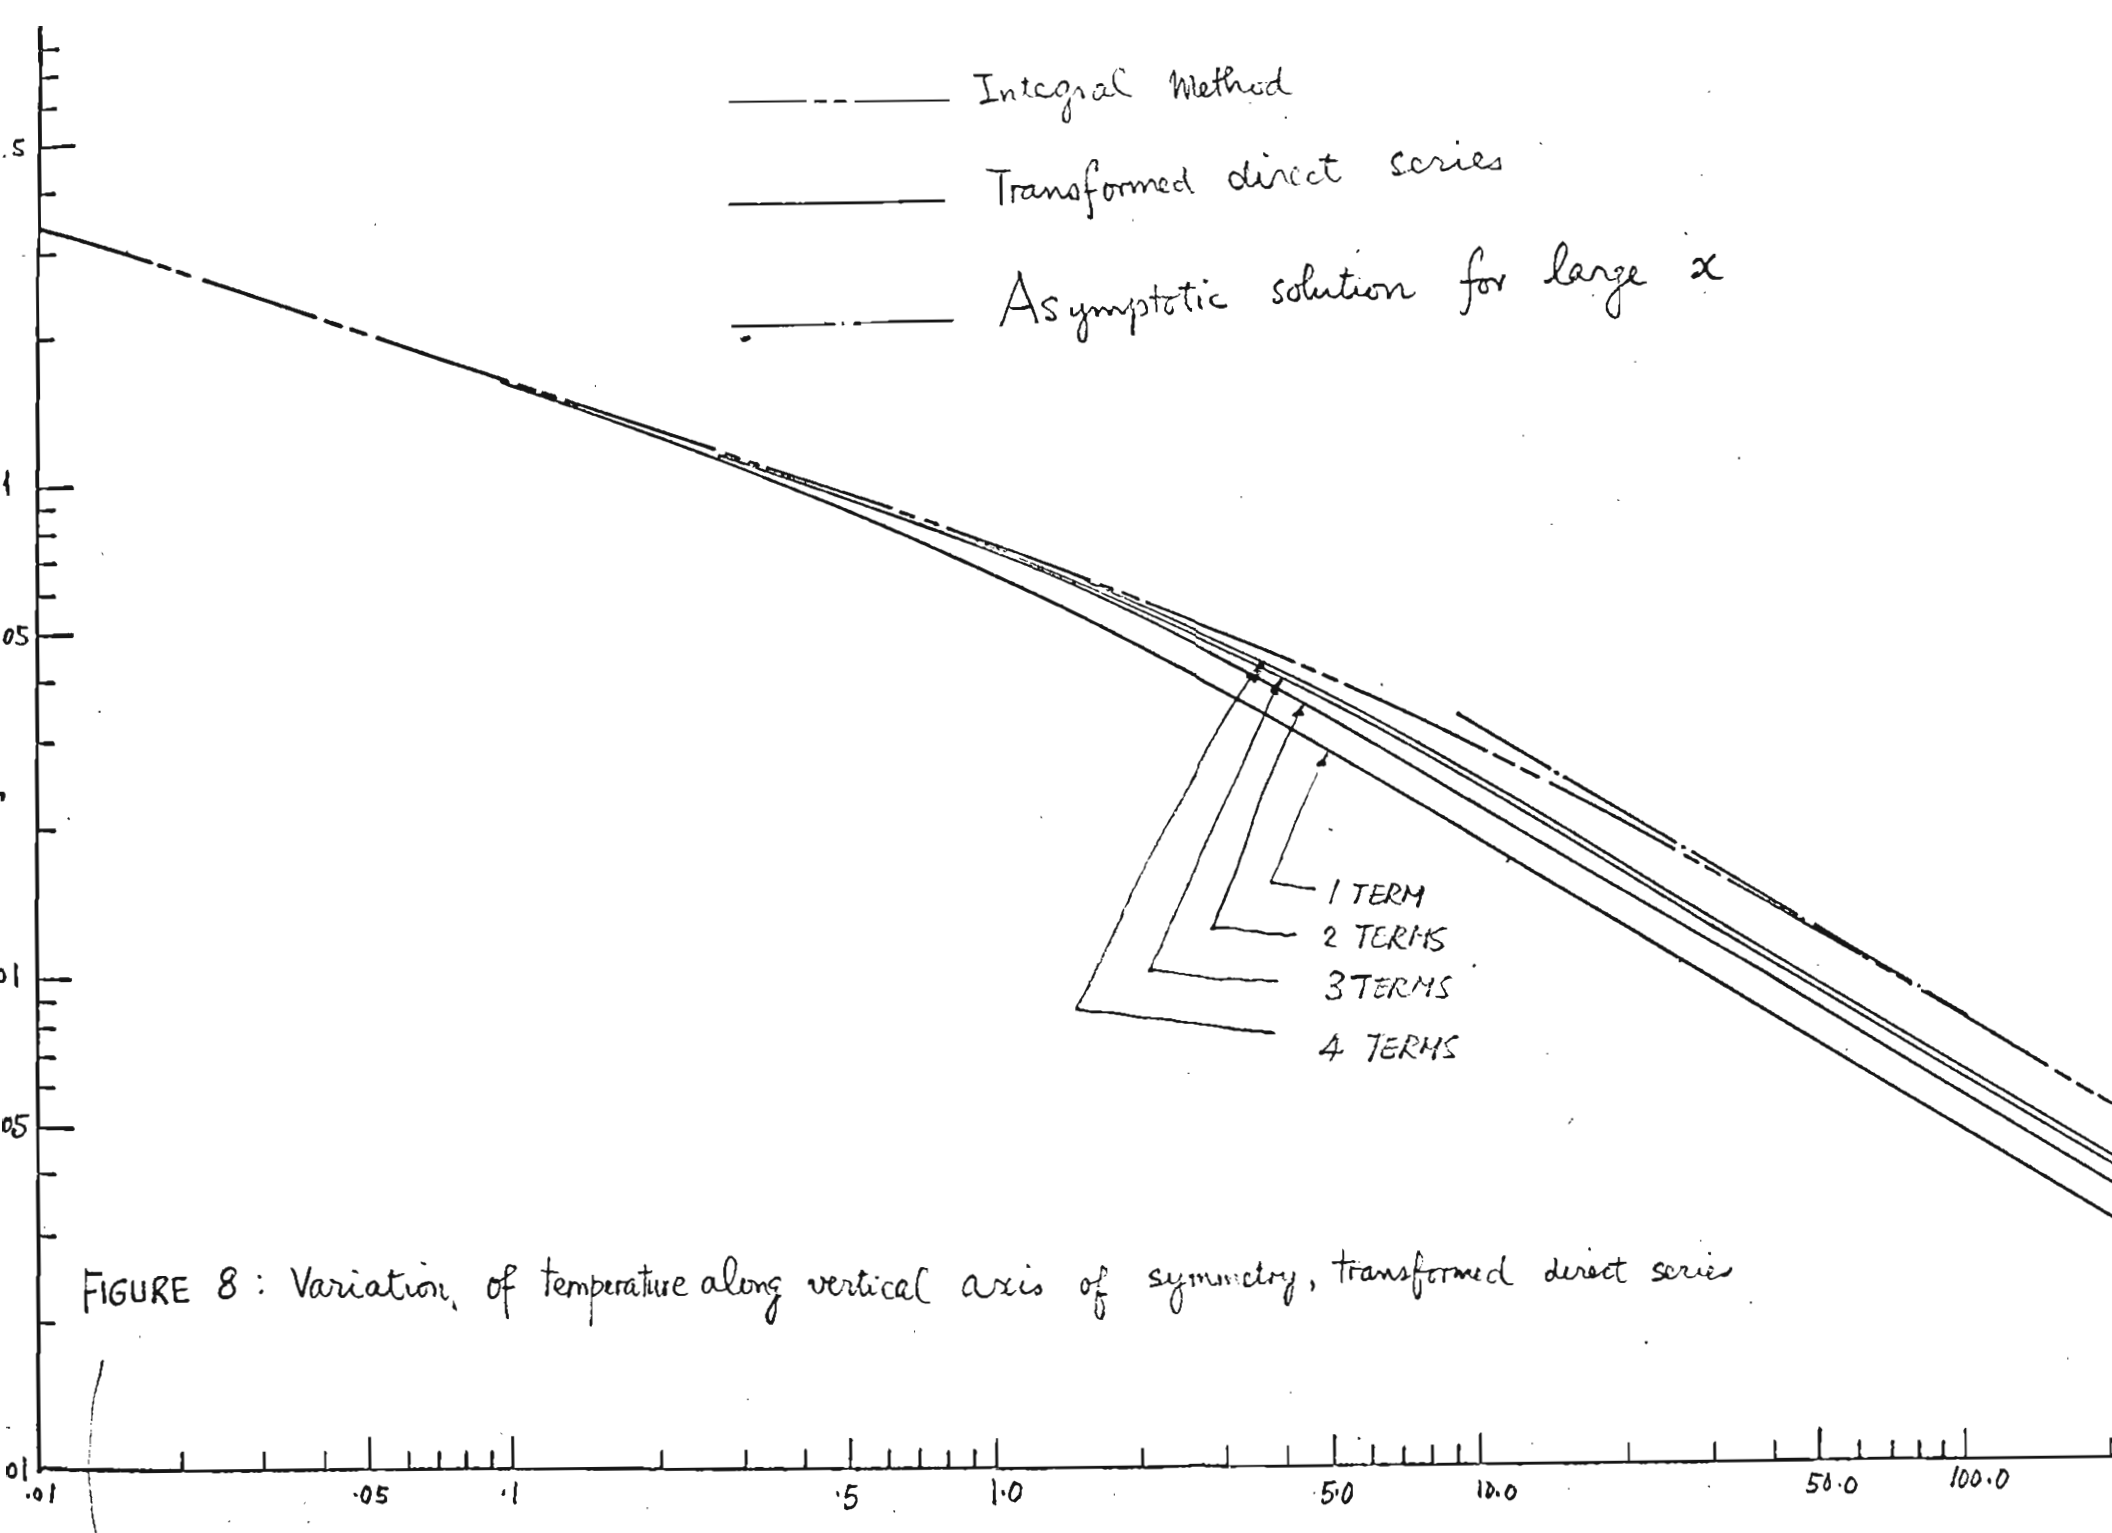 Integral Method
.5
Transformed direct series
Asymptotic solution for large x
1
05
1 TERM
2 TERMS
01
3 TERMS
4 TERMS
05
FIGURE 8: Variation of temperature along vertical axis of symmetry, transformed direct series
01
.01 .05 .1 .5 1.0 5.0 10.0 50.0 100.0